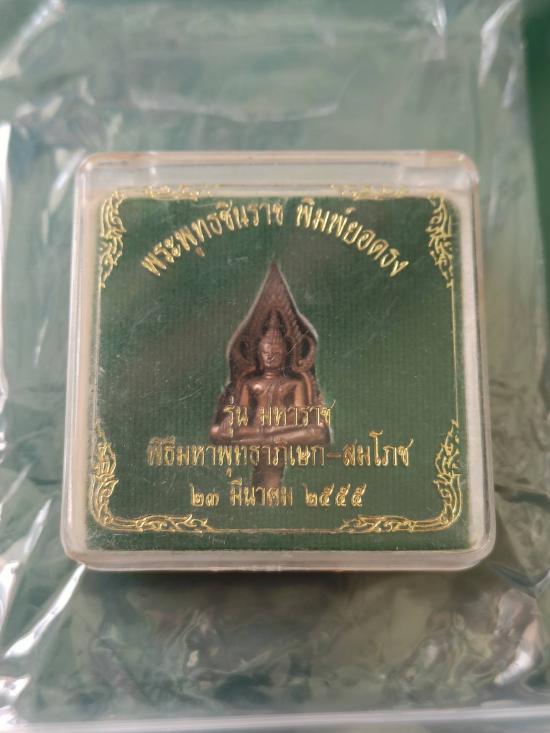 พระพุทธชินราช พิมพ์ยอดธง
รุ่น มหาราช
พิธีมหาพุทธาภิเษก-สมโภช
๒๓ มีนาคม ๒๕๕๕